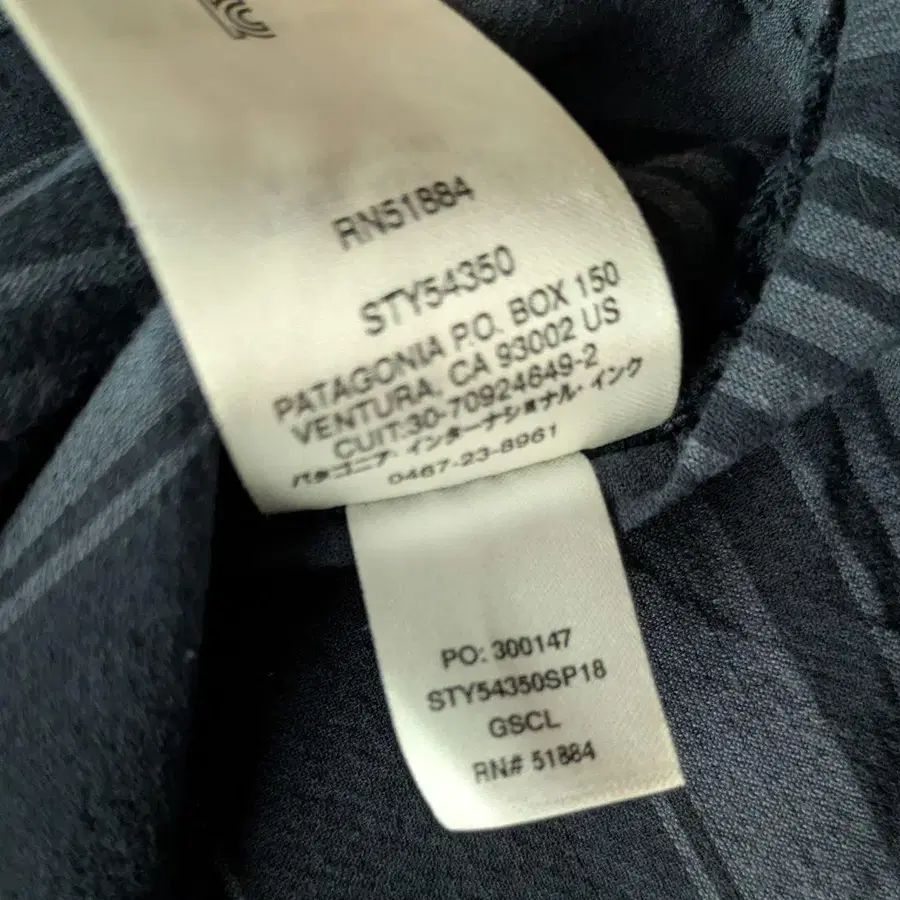 RN51884
STY54350
PATAGONIA P.O. BOX 150
VENTURA, CA 93002 US
CUIT:30-70924649-2
パタゴニア・インターナショナル・インク
0467-23-8961
PO: 300147
STY54350SP18
GSCL
RN# 51884